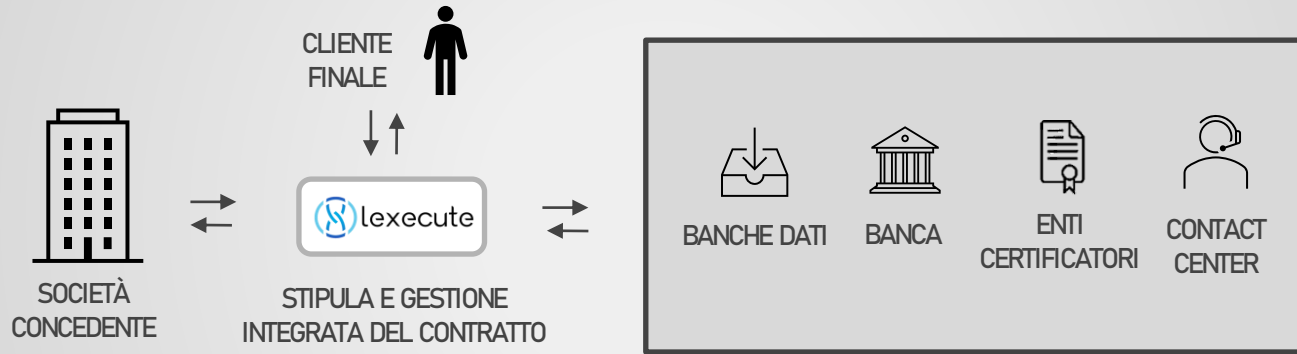 CLIENTE
FINALE
SOCIETÀ
CONCEDENTE
lexecute
STIPULA E GESTIONE
INTEGRATA DEL CONTRATTO
BANCHE DATI
BANCA
ENTI
CERTIFICATORI
CONTACT
CENTER